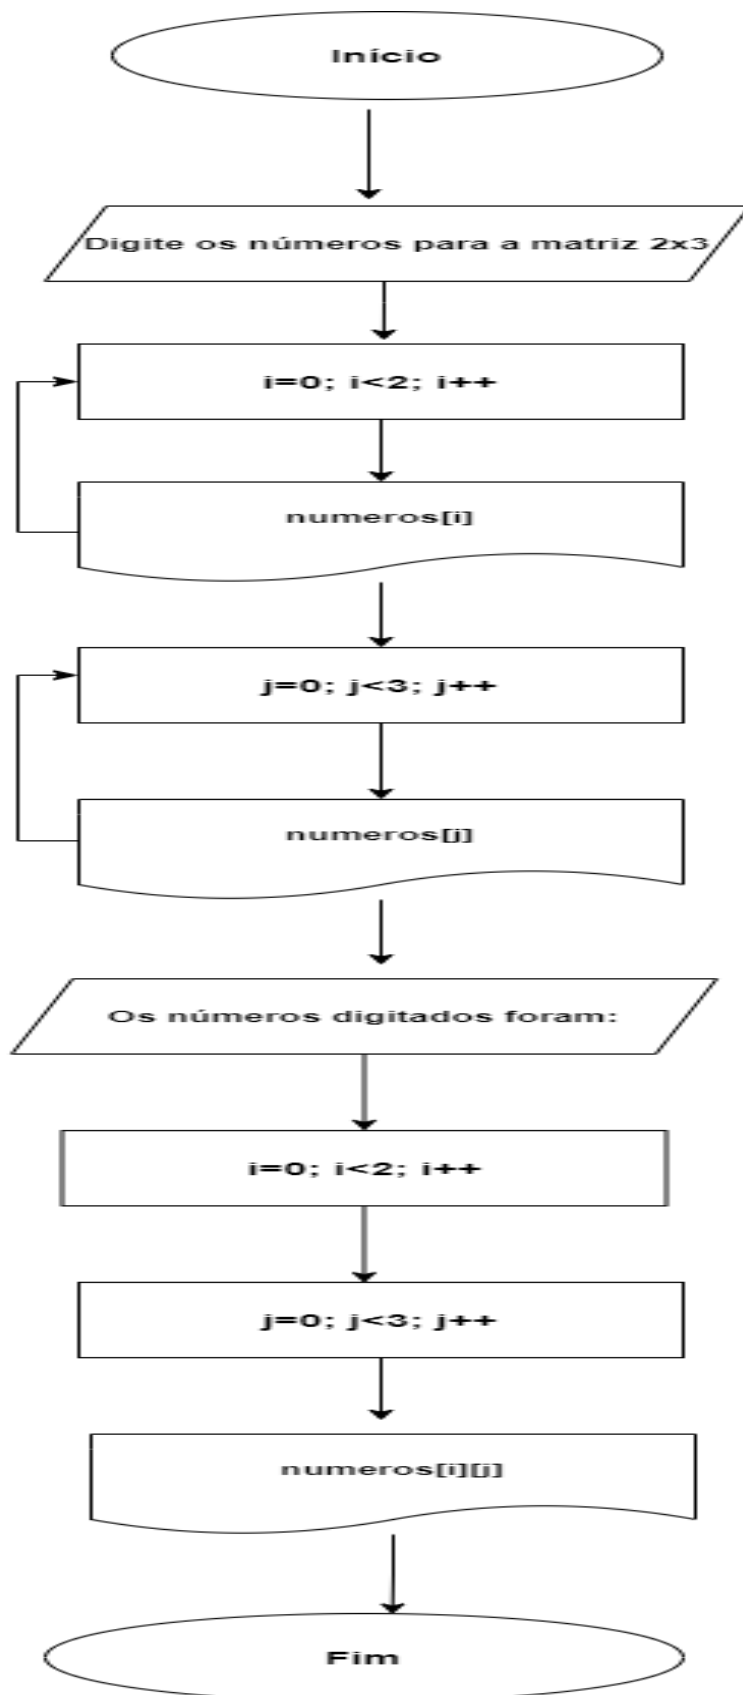 Início
Digite os números para a matriz 2x3
i=0; i<2; i++
numeros[i]
j=0; j<3; j++
numeros[j]
Os números digitados foram:
i=0; i<2; i++
j=0; j<3; j++
numeros[i][j]
Fim